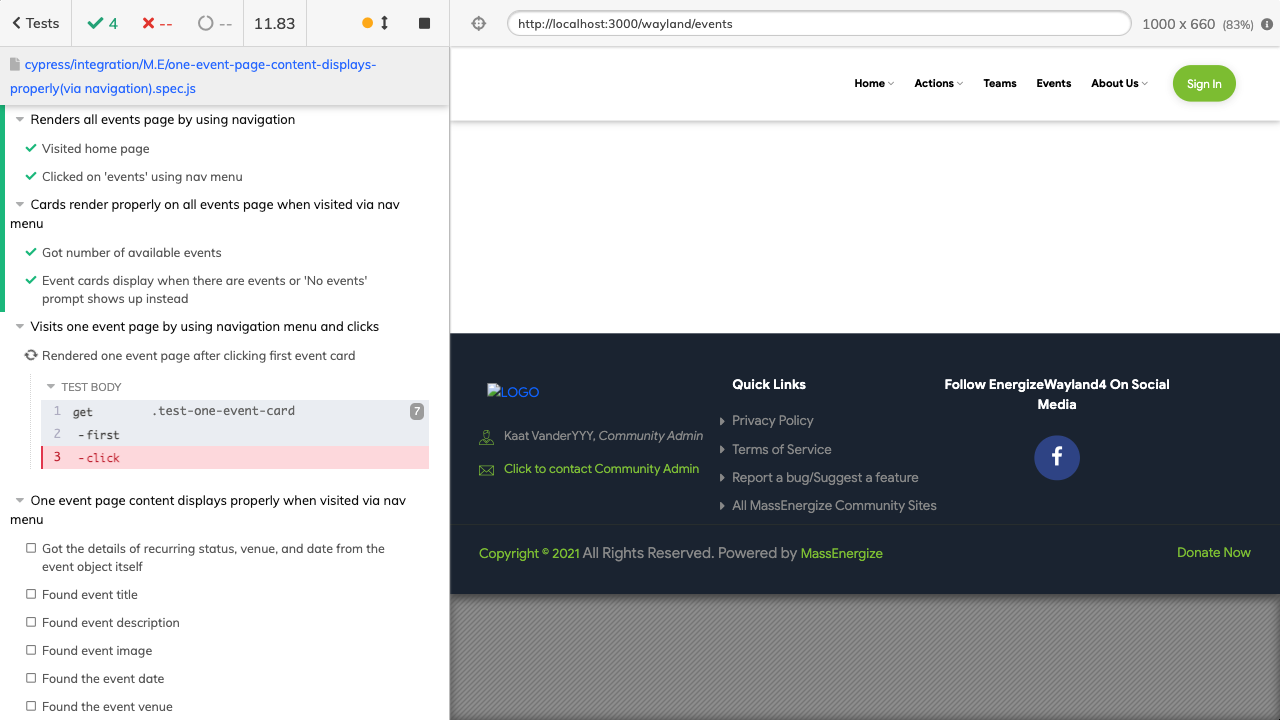 Tests
4
--
--
11.83
http://localhost:3000/wayland/events
1000 x 660 (83%)
cypress/integration/M.E/one-event-page-content-displays-
properly(via navigation).spec.js
Renders all events page by using navigation
Visited home page
Clicked on 'events' using nav menu
Cards render properly on all events page when visited via nav
menu
Got number of available events
Event cards display when there are events or 'No events'
prompt shows up instead
Visits one event page by using navigation menu and clicks
Rendered one event page after clicking first event card
TEST BODY
1 get .test-one-event-card 7
2 -first
3 -click
One event page content displays properly when visited via nav
menu
Got the details of recurring status, venue, and date from the
event object itself
Found event title
Found event description
Found event image
Found the event date
Found the event venue
Home
Actions
Teams
Events
About Us
Sign In
LOGO
Kaat VanderYYY, Community Admin
Click to contact Community Admin
Quick Links
Privacy Policy
Terms of Service
Report a bug/Suggest a feature
All MassEnergize Community Sites
Follow EnergizeWayland4 On Social
Media
Copyright © 2021 All Rights Reserved. Powered by MassEnergize
Donate Now